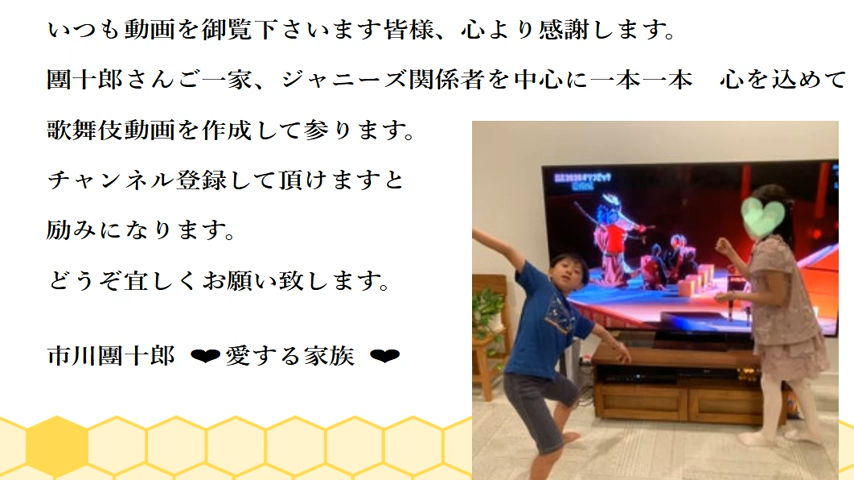 いつも動画を御覧下さいます皆様、心より感謝します。
團十郎さんご一家、ジャニーズ関係者を中心に一本一本　心を込めて
歌舞伎動画を作成して参ります。
チャンネル登録して頂けますと
励みになります。
どうぞ宜しくお願い致します。
市川團十郎 ❤愛する家族 ❤